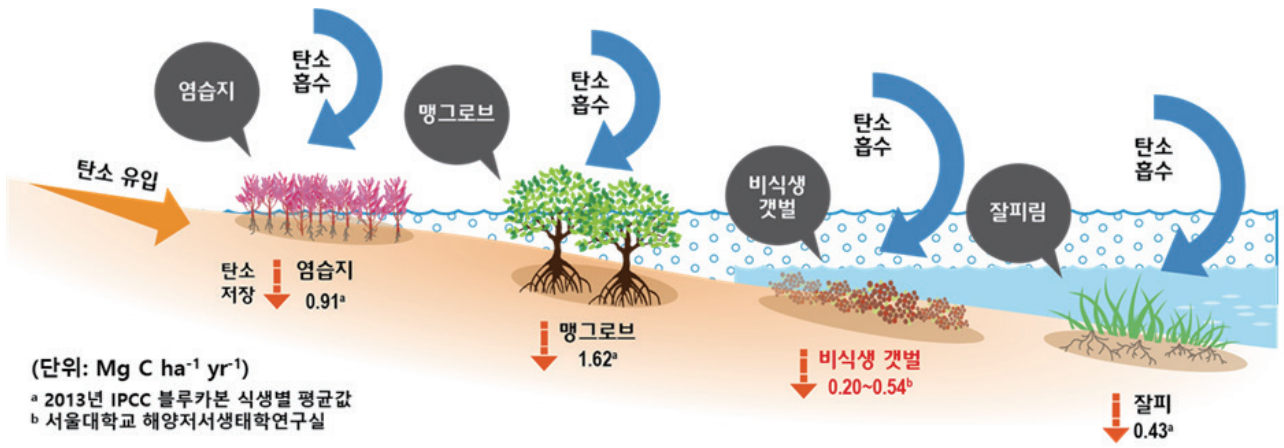 염습지
탄소
흡수
맹그로브
탄소
흡수
비식생
갯벌
탄소
흡수
잘피림
탄소
흡수
탄소 유입
탄소
저장
염습지
0.91ᵃ
맹그로브
1.62ᵃ
비식생 갯벌
0.20~0.54ᵇ
잘피
0.43ᵃ
(단위: Mg C ha⁻¹ yr⁻¹)
ᵃ 2013년 IPCC 블루카본 식생별 평균값
ᵇ 서울대학교 해양저서생태학연구실